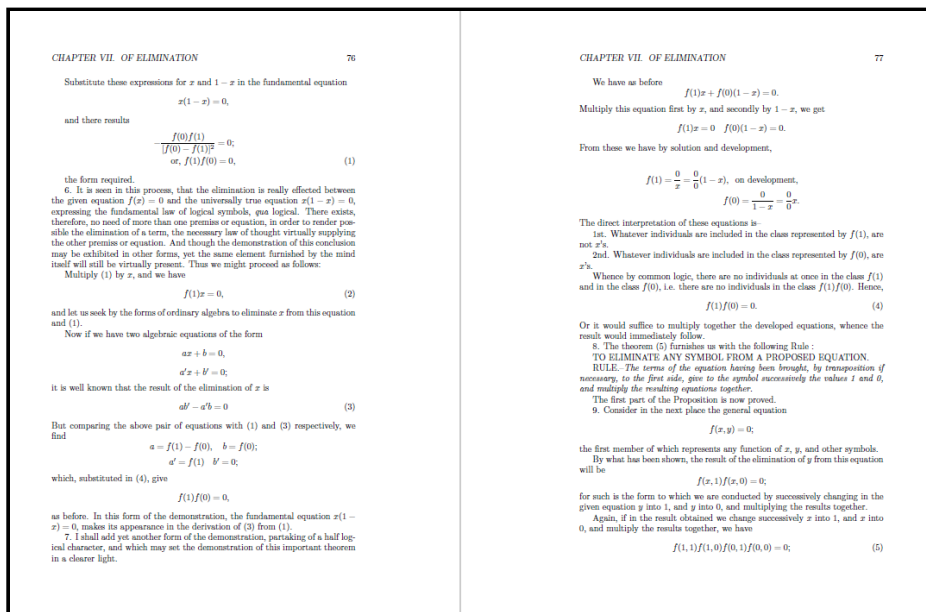 CHAPTER VII. OF ELIMINATION 76
Substitute these expressions for x and 1 − x in the fundamental equation
x(1 − x) = 0,
and there results
−f(0)f(1)/[f(0) − f(1)]² = 0;
or, f(1)f(0) = 0, (1)
the form required.
6. It is seen in this process, that the elimination is really effected between
the given equation f(x) = 0 and the universally true equation x(1 − x) = 0,
expressing the fundamental law of logical symbols, qua logical. There exists,
therefore, no need of more than one premiss or equation, in order to render pos-
sible the elimination of a term, the necessary law of thought virtually supplying
the other premiss or equation. And though the demonstration of this conclusion
may be exhibited in other forms, yet the same element furnished by the mind
itself will still be virtually present. Thus we might proceed as follows:
Multiply (1) by x, and we have
f(1)x = 0, (2)
and let us seek by the forms of ordinary algebra to eliminate x from this equation
and (1).
Now if we have two algebraic equations of the form
ax + b = 0,
a′x + b′ = 0;
it is well known that the result of the elimination of x is
ab′ − a′b = 0 (3)
But comparing the above pair of equations with (1) and (3) respectively, we
find
a = f(1) − f(0), b = f(0);
a′ = f(1) b′ = 0;
which, substituted in (4), give
f(1)f(0) = 0,
as before. In this form of the demonstration, the fundamental equation x(1 −
x) = 0, makes its appearance in the derivation of (3) from (1).
7. I shall add yet another form of the demonstration, partaking of a half log-
ical character, and which may set the demonstration of this important theorem
in a clearer light.
CHAPTER VII. OF ELIMINATION 77
We have as before
f(1)x + f(0)(1 − x) = 0.
Multiply this equation first by x, and secondly by 1 − x, we get
f(1)x = 0 f(0)(1 − x) = 0.
From these we have by solution and development,
f(1) = 0/x = 0/0(1 − x), on development,
f(0) = 0/(1 − x) = 0/0x.
The direct interpretation of these equations is–
1st. Whatever individuals are included in the class represented by f(1), are
not x's.
2nd. Whatever individuals are included in the class represented by f(0), are
x's.
Whence by common logic, there are no individuals at once in the class f(1)
and in the class f(0), i.e. there are no individuals in the class f(1)f(0). Hence,
f(1)f(0) = 0. (4)
Or it would suffice to multiply together the developed equations, whence the
result would immediately follow.
8. The theorem (5) furnishes us with the following Rule :
TO ELIMINATE ANY SYMBOL FROM A PROPOSED EQUATION.
RULE.–The terms of the equation having been brought, by transposition if
necessary, to the first side, give to the symbol successively the values 1 and 0,
and multiply the resulting equations together.
The first part of the Proposition is now proved.
9. Consider in the next place the general equation
f(x, y) = 0;
the first member of which represents any function of x, y, and other symbols.
By what has been shown, the result of the elimination of y from this equation
will be
f(x, 1)f(x, 0) = 0;
for such is the form to which we are conducted by successively changing in the
given equation y into 1, and y into 0, and multiplying the results together.
Again, if in the result obtained we change successively x into 1, and x into
0, and multiply the results together, we have
f(1, 1)f(1, 0)f(0, 1)f(0, 0) = 0; (5)